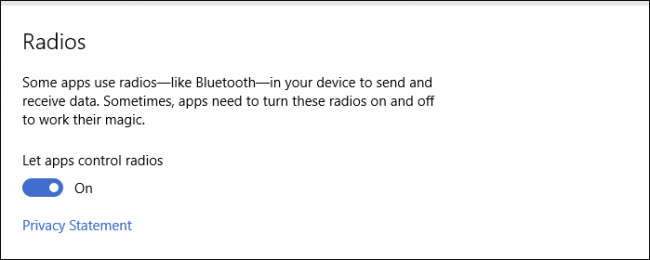 Radios
Some apps use radios—like Bluetooth—in your device to send and
receive data. Sometimes, apps need to turn these radios on and off
to work their magic.
Let apps control radios
On
Privacy Statement